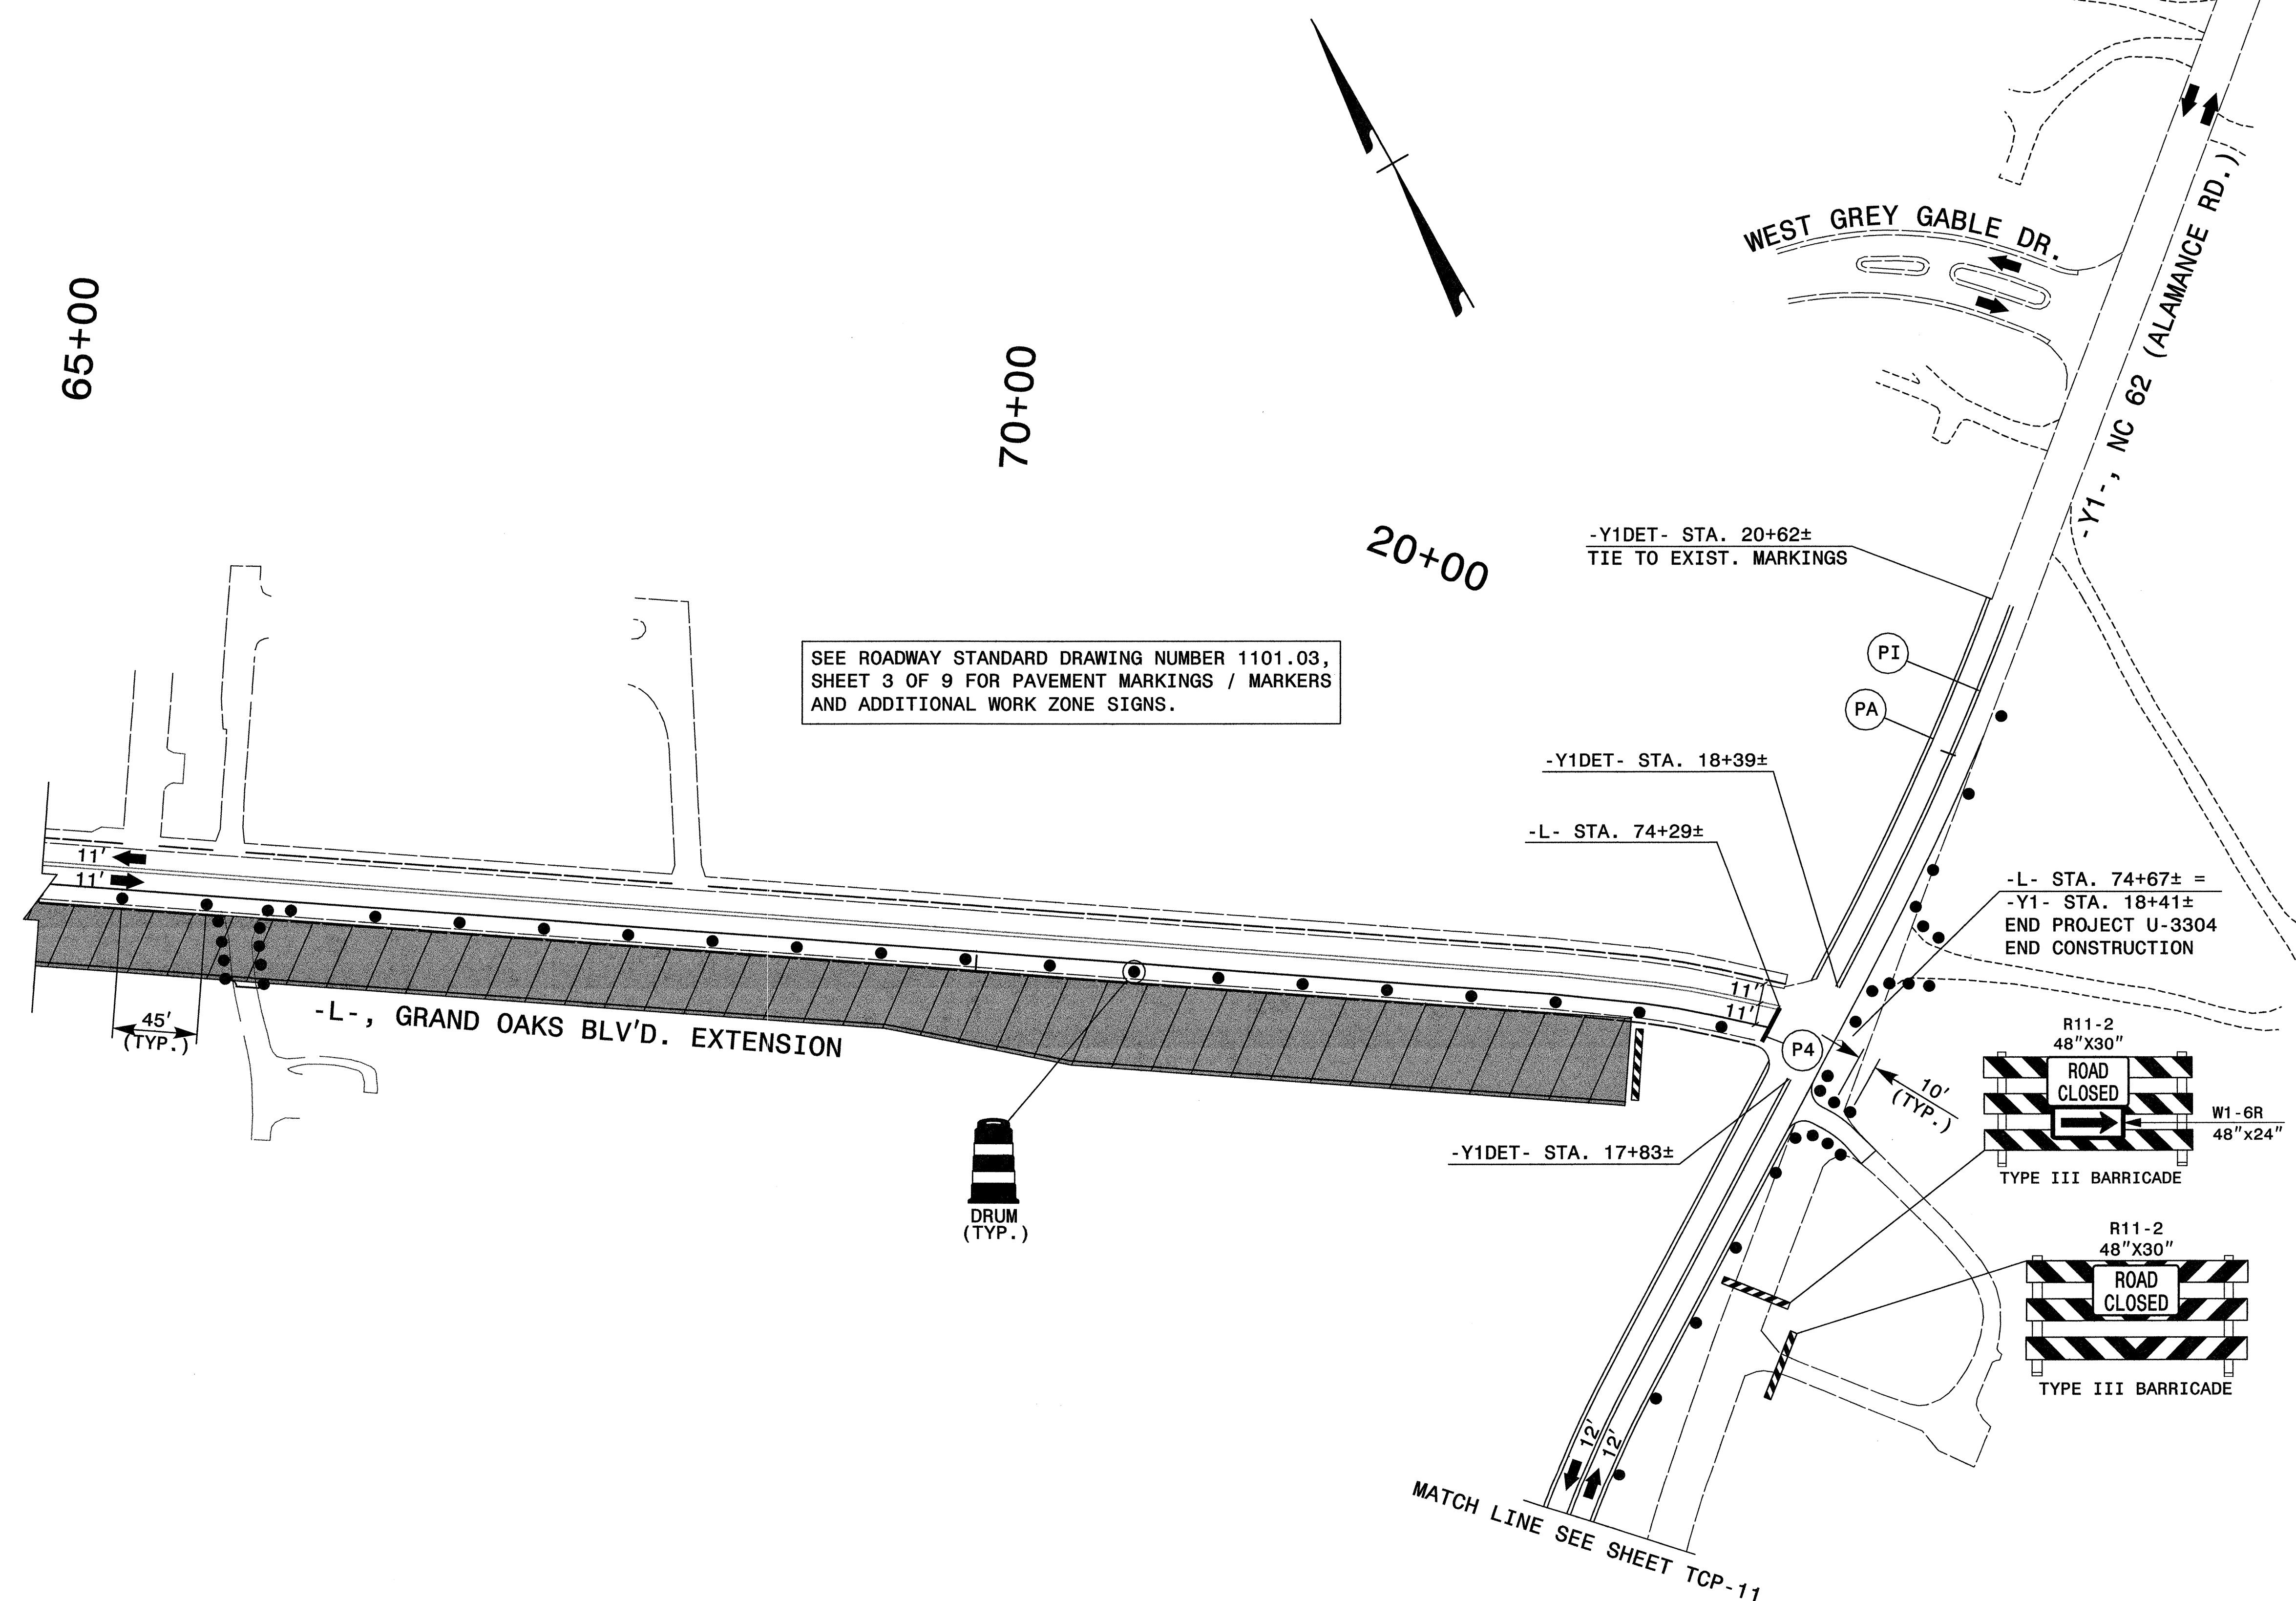 65+00
70+00
20+00
WEST GREY GABLE DR.
-Y1-, NC 62 (ALAMANCE RD.)
-Y1DET- STA. 20+62±
TIE TO EXIST. MARKINGS
PI
PA
SEE ROADWAY STANDARD DRAWING NUMBER 1101.03,
SHEET 3 OF 9 FOR PAVEMENT MARKINGS / MARKERS
AND ADDITIONAL WORK ZONE SIGNS.
-Y1DET- STA. 18+39±
-L- STA. 74+29±
11'
11'
-L- STA. 74+67± =
-Y1- STA. 18+41±
END PROJECT U-3304
END CONSTRUCTION
11'
11'
45'
(TYP.)
-L-, GRAND OAKS BLV'D. EXTENSION
P4
10'
(TYP.)
R11-2
48"X30"
ROAD
CLOSED
W1-6R
48"x24"
TYPE III BARRICADE
-Y1DET- STA. 17+83±
DRUM
(TYP.)
R11-2
48"X30"
ROAD
CLOSED
TYPE III BARRICADE
12'
12'
MATCH LINE SEE SHEET TCP-11